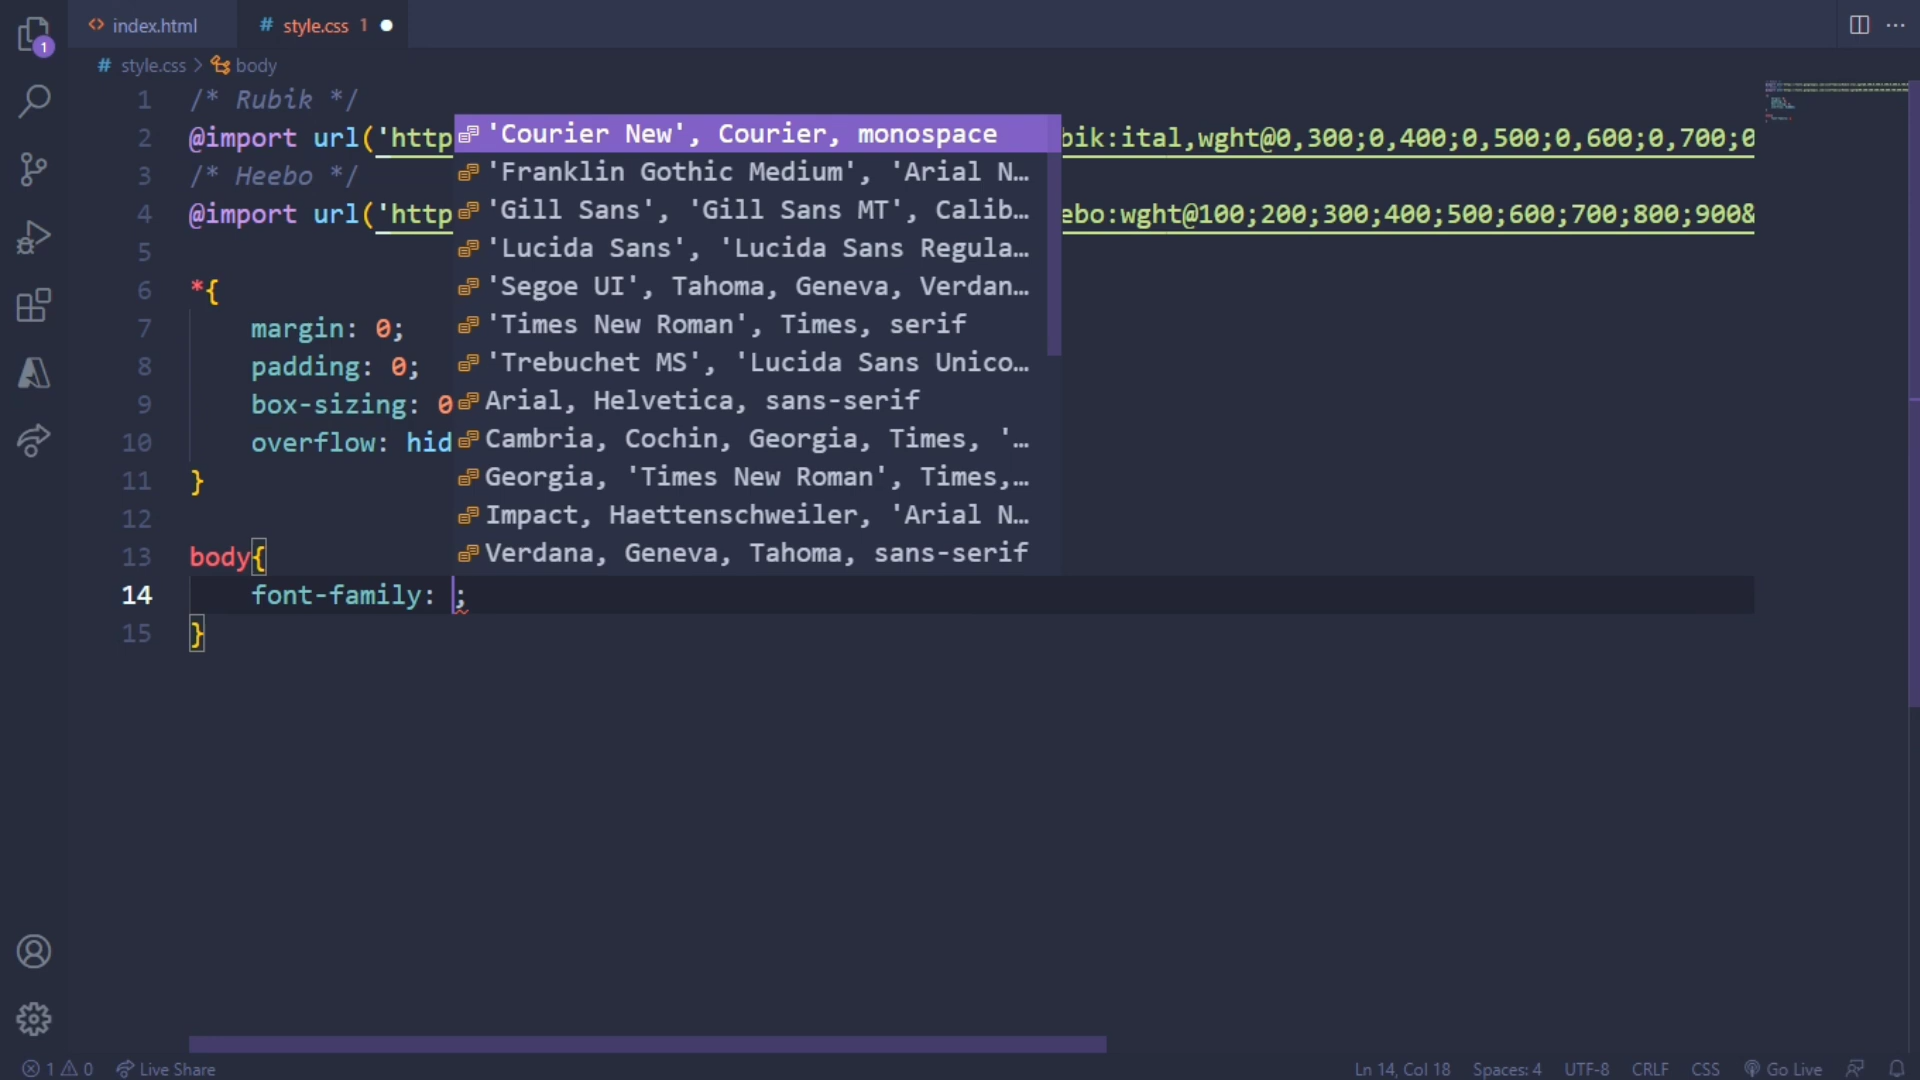 1
index.html
# style.css 1
# style.css > body
1 /* Rubik */
2 @import url('http bik:ital,wght@0,300;0,400;0,500;0,600;0,700;0
3 /* Heebo */
4 @import url('http ebo:wght@100;200;300;400;500;600;700;800;900&
5
6 *{
7 margin: 0;
8 padding: 0;
9 box-sizing: 0
10 overflow: hid
11 }
12
13 body{
14 font-family: ;
15 }
'Courier New', Courier, monospace
'Franklin Gothic Medium', 'Arial N…
'Gill Sans', 'Gill Sans MT', Calib…
'Lucida Sans', 'Lucida Sans Regula…
'Segoe UI', Tahoma, Geneva, Verdan…
'Times New Roman', Times, serif
'Trebuchet MS', 'Lucida Sans Unico…
Arial, Helvetica, sans-serif
Cambria, Cochin, Georgia, Times, '…
Georgia, 'Times New Roman', Times,…
Impact, Haettenschweiler, 'Arial N…
Verdana, Geneva, Tahoma, sans-serif
1 0 Live Share Ln 14, Col 18 Spaces: 4 UTF-8 CRLF CSS Go Live